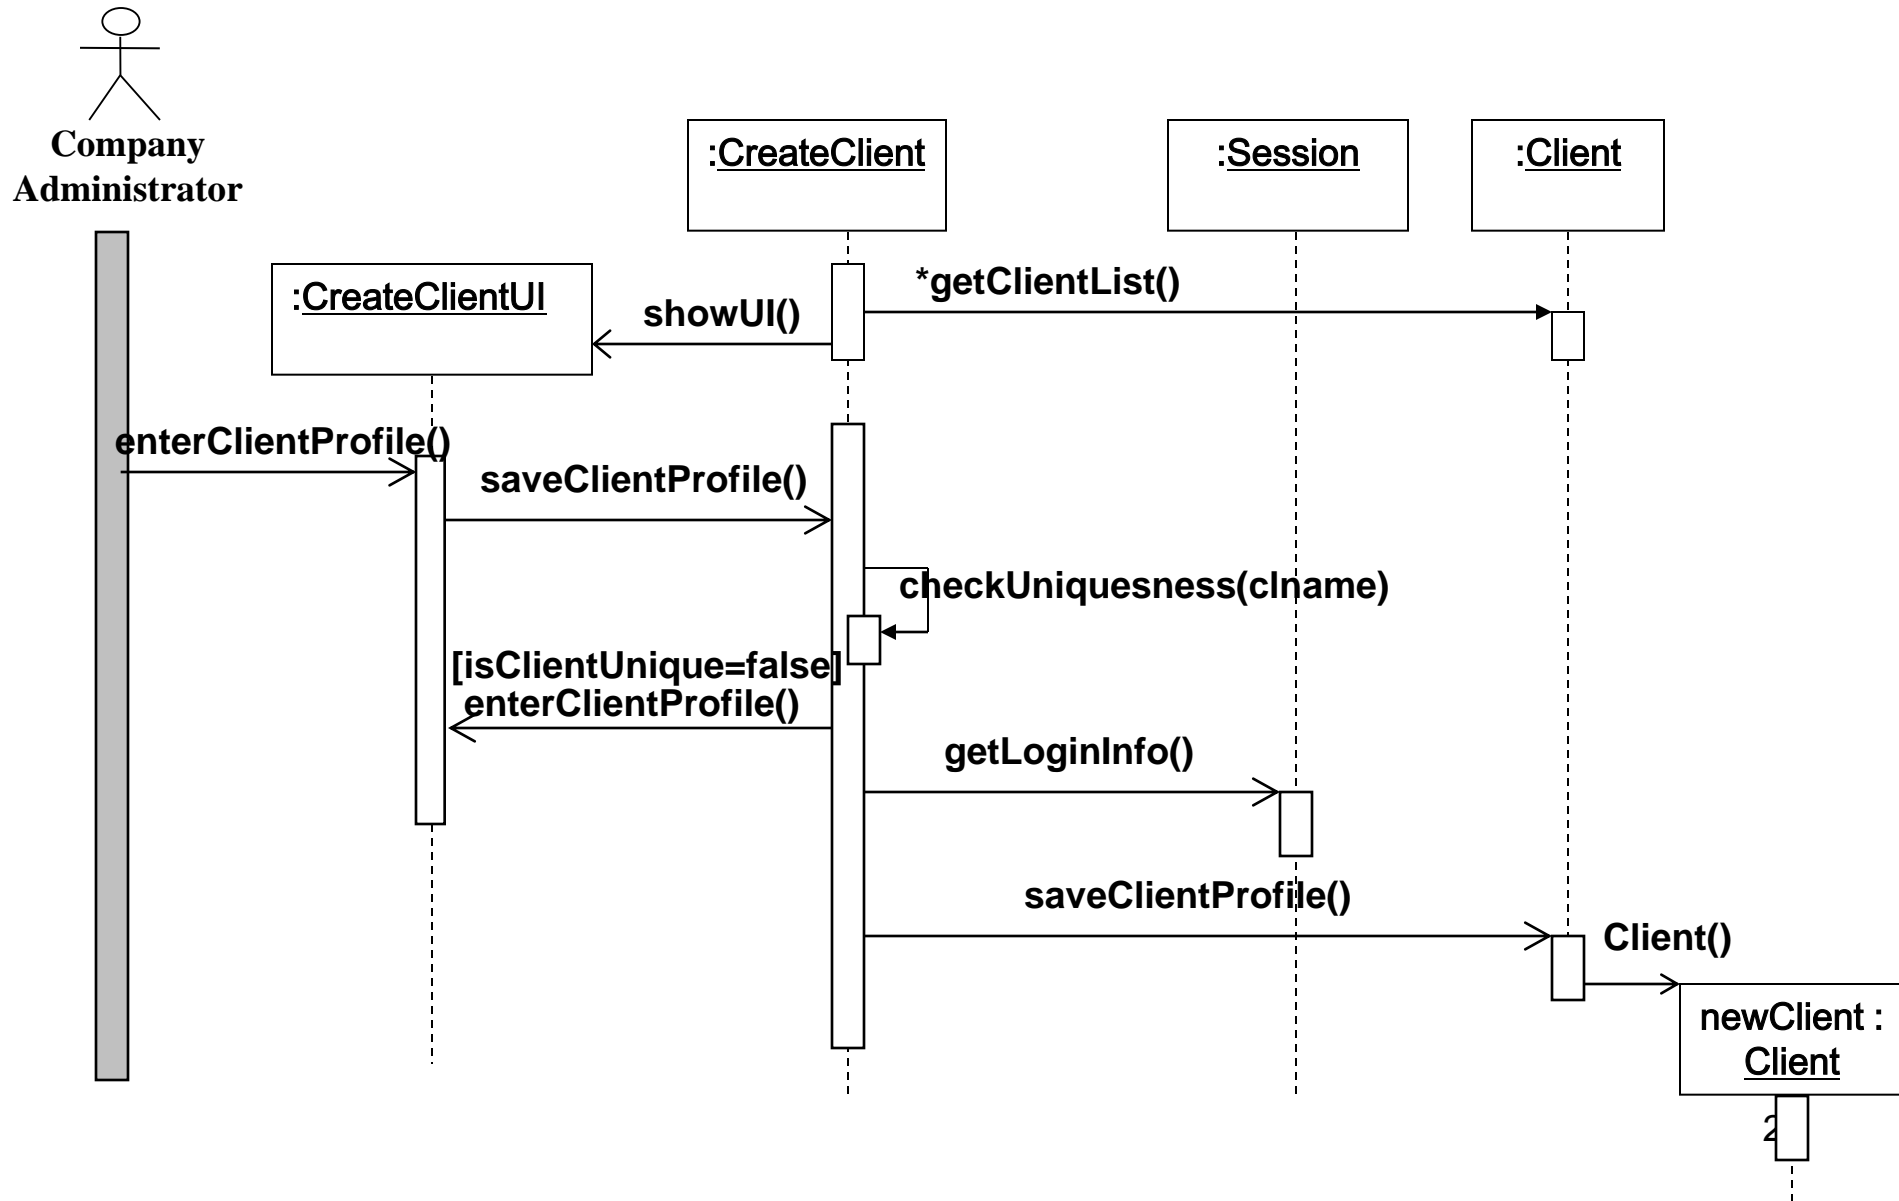 Company
Administrator
:CreateClient
:Session
:Client
:CreateClientUI
*getClientList()
showUI()
enterClientProfile()
saveClientProfile()
checkUniquesness(clname)
[isClientUnique=false]
enterClientProfile()
getLoginInfo()
saveClientProfile()
Client()
newClient :
Client
2